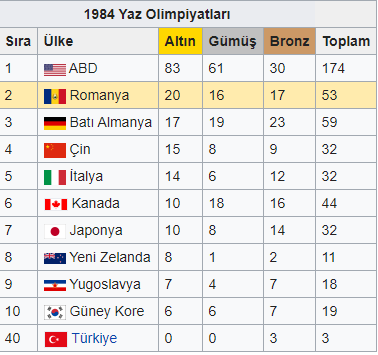 1984 Yaz Olimpiyatları
Sıra Ülke Altın Gümüş Bronz Toplam
1 ABD 83 61 30 174
2 Romanya 20 16 17 53
3 Batı Almanya 17 19 23 59
4 Çin 15 8 9 32
5 İtalya 14 6 12 32
6 Kanada 10 18 16 44
7 Japonya 10 8 14 32
8 Yeni Zelanda 8 1 2 11
9 Yugoslavya 7 4 7 18
10 Güney Kore 6 6 7 19
40 Türkiye 0 0 3 3